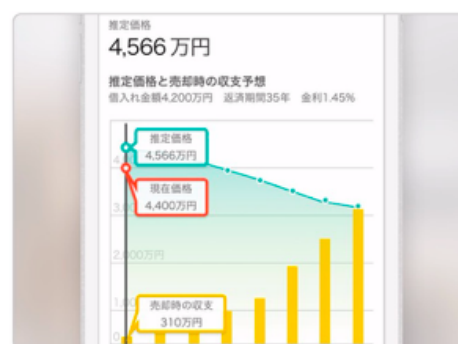 推定価格
4,566万円
推定価格と売却時の収支予想
借入れ金額4,200万円 返済期間35年 金利1.45%
推定価格
4,566万円
現在価格
4,400万円
2,000万円
売却時の収支
310万円
0